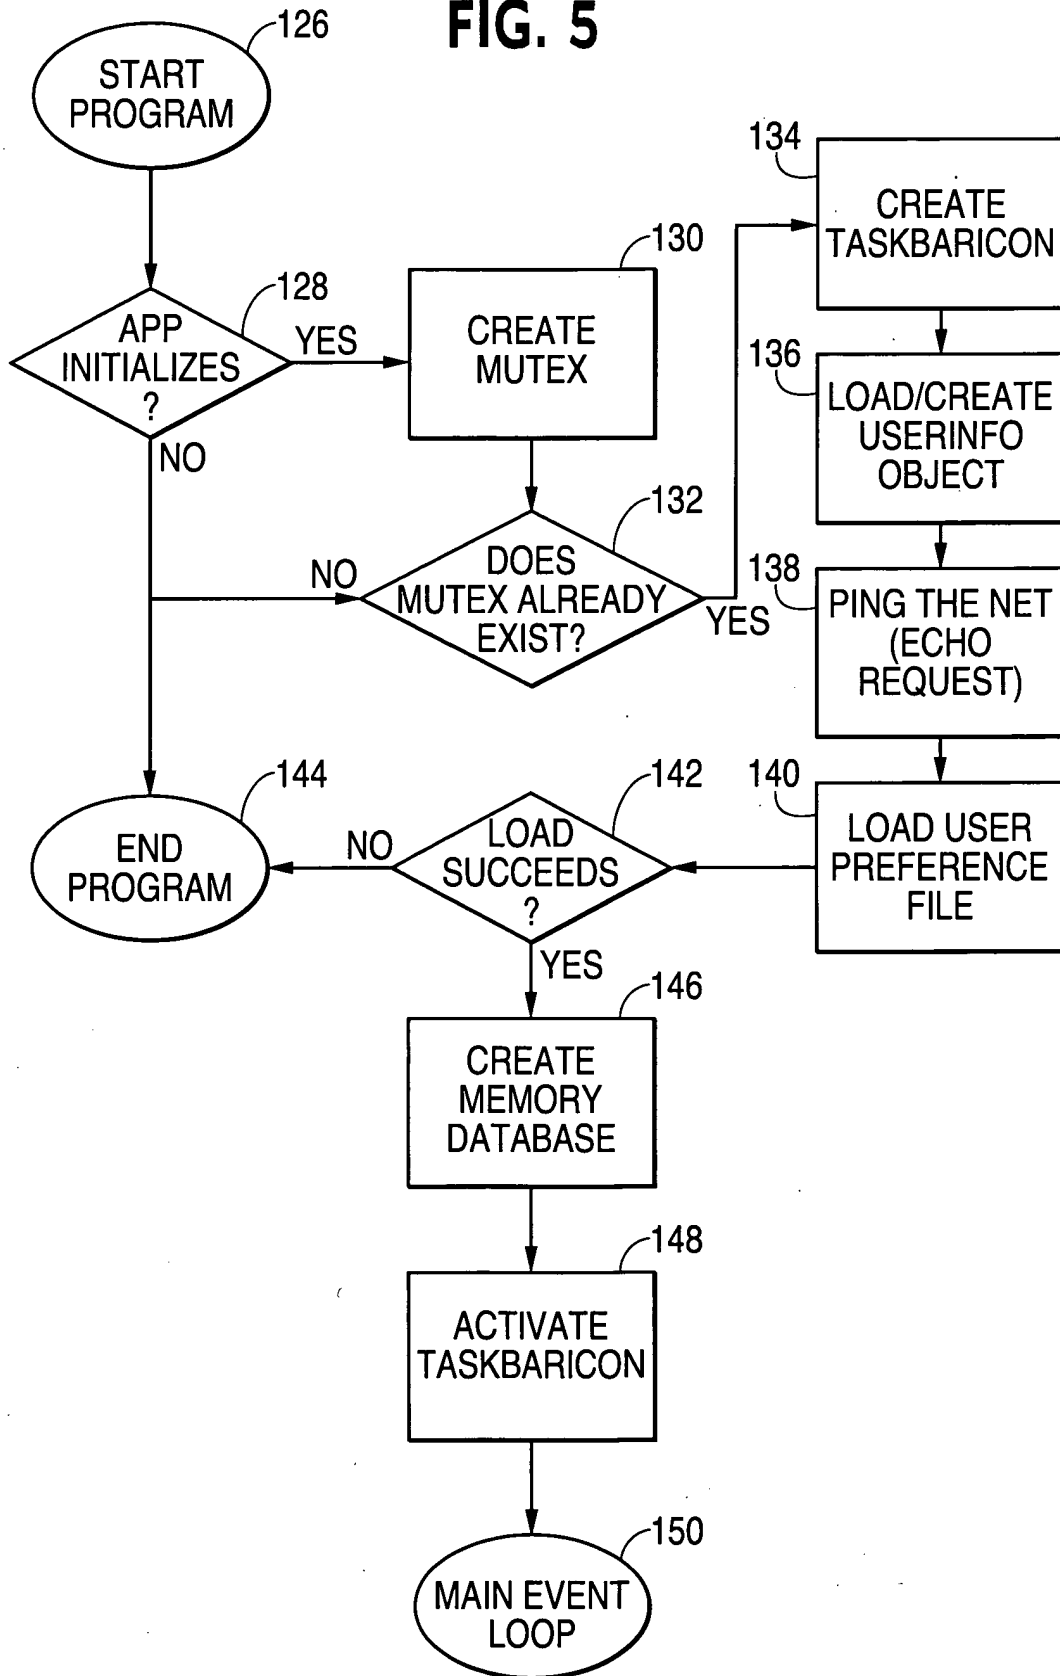 FIG. 5
126
START
PROGRAM
128
APP
INITIALIZES
?
YES
NO
130
CREATE
MUTEX
132
DOES
MUTEX ALREADY
EXIST?
NO
YES
134
CREATE
TASKBARICON
136
LOAD/CREATE
USERINFO
OBJECT
138
PING THE NET
(ECHO
REQUEST)
140
LOAD USER
PREFERENCE
FILE
142
LOAD
SUCCEEDS
?
NO
YES
144
END
PROGRAM
146
CREATE
MEMORY
DATABASE
148
ACTIVATE
TASKBARICON
150
MAIN EVENT
LOOP